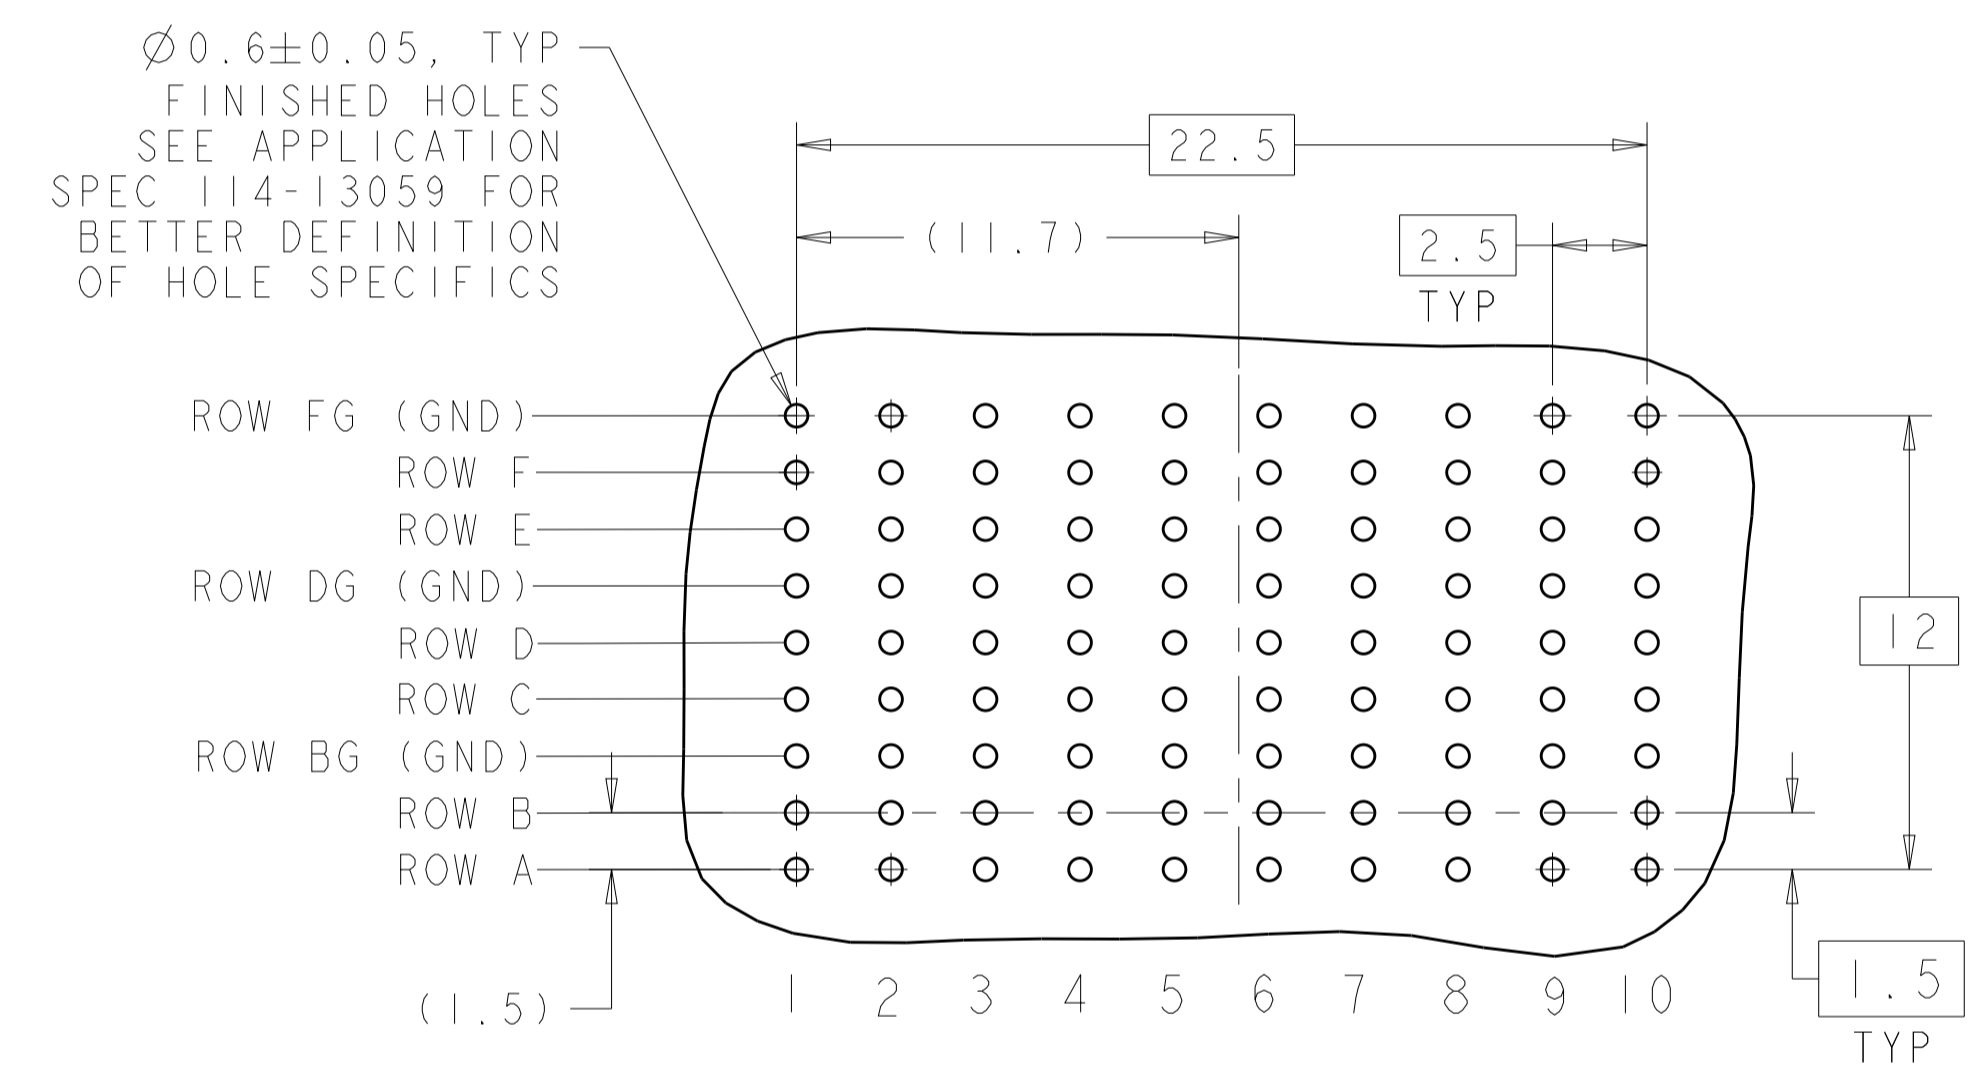 Ø0.6±0.05, TYP
FINISHED HOLES
SEE APPLICATION
SPEC 114-13059 FOR
BETTER DEFINITION
OF HOLE SPECIFICS
22.5
(11.7)
2.5
TYP
ROW FG (GND)
ROW F
ROW E
ROW DG (GND)
ROW D
ROW C
ROW BG (GND)
ROW B
ROW A
12
(1.5)
1 2 3 4 5 6 7 8 9 10
1.5
TYP